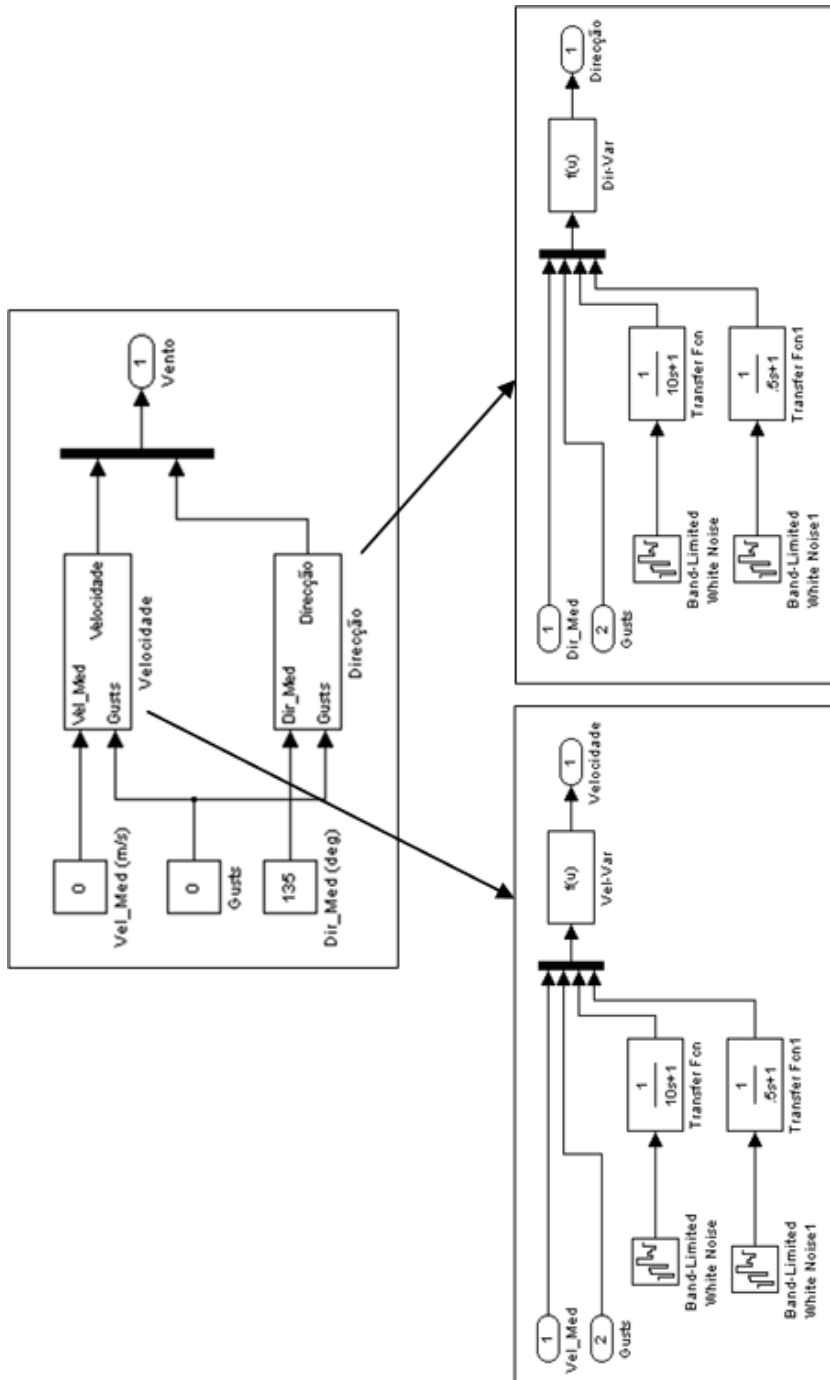 0
Vel_Med (m/s)
0
Gusts
135
Dir_Med (deg)
Vel_Med
Gusts
Velocidade
Velocidade
Dir_Med
Gusts
Direcção
Direcção
1
Vento
1
Vel_Med
2
Gusts
Band-Limited
White Noise
Band-Limited
White Noise1
1
10s+1
Transfer Fcn
1
.5s+1
Transfer Fcn1
f(u)
Vel-Var
1
Velocidade
1
Dir_Med
2
Gusts
Band-Limited
White Noise
Band-Limited
White Noise1
1
10s+1
Transfer Fcn
1
.5s+1
Transfer Fcn1
f(u)
Dir-Var
1
Direcção